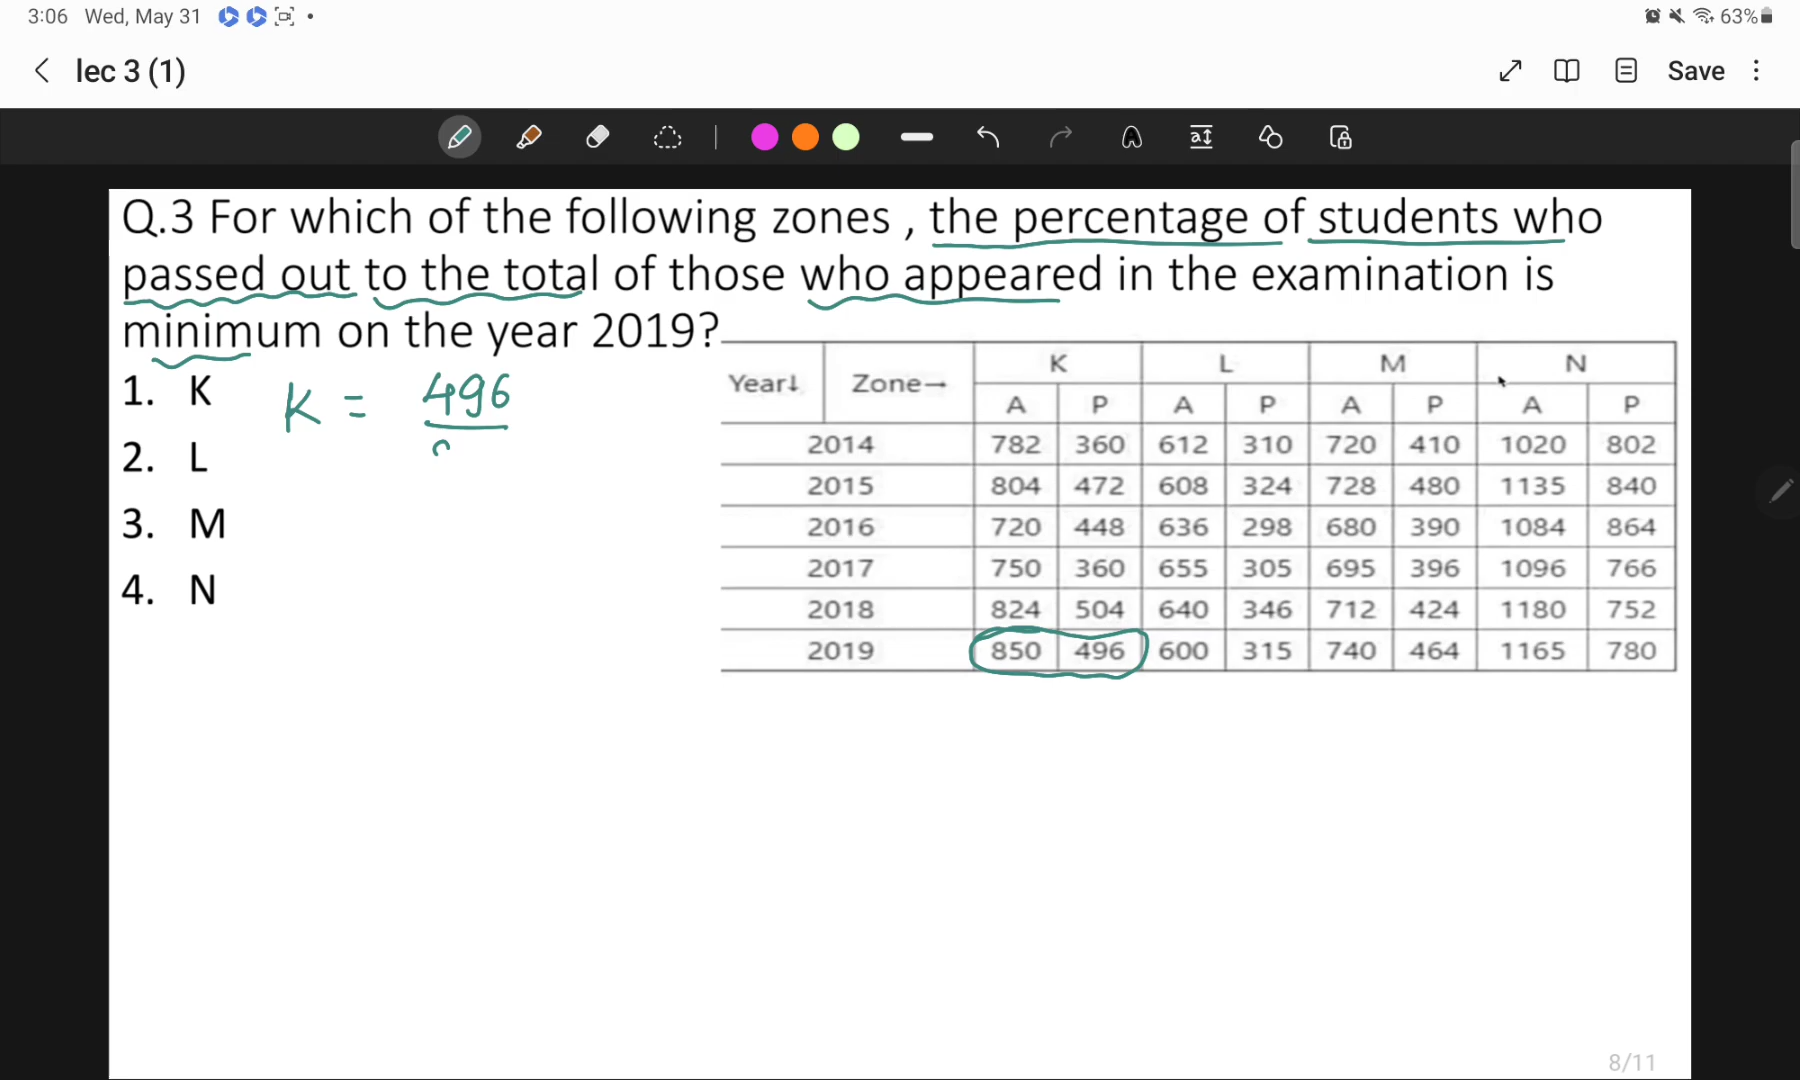 3:06 Wed, May 31 63%
lec 3 (1) Save
Q.3 For which of the following zones , the percentage of students who
passed out to the total of those who appeared in the examination is
minimum on the year 2019?
1. K
2. L
3. M
4. N
K = 496
Year↓ Zone→ K L M N
A P A P A P A P
2014 782 360 612 310 720 410 1020 802
2015 804 472 608 324 728 480 1135 840
2016 720 448 636 298 680 390 1084 864
2017 750 360 655 305 695 396 1096 766
2018 824 504 640 346 712 424 1180 752
2019 850 496 600 315 740 464 1165 780
8/11